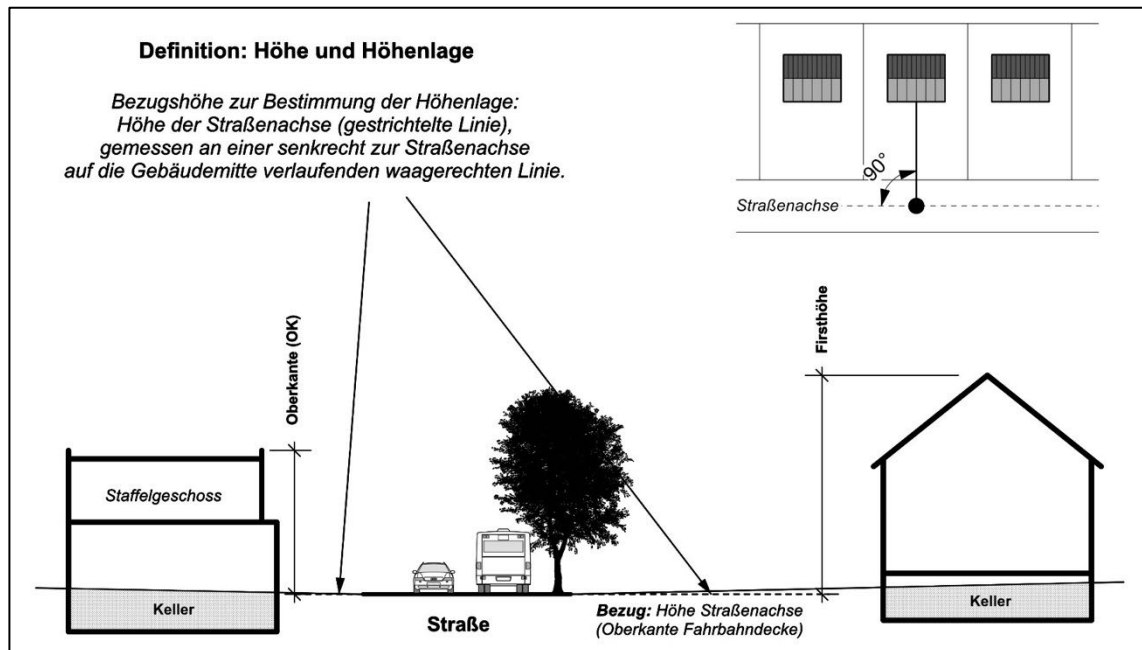 Definition: Höhe und Höhenlage
Bezugshöhe zur Bestimmung der Höhenlage:
Höhe der Straßenachse (gestrichtelte Linie),
gemessen an einer senkrecht zur Straßenachse
auf die Gebäudemitte verlaufenden waagerechten Linie.
90°
Straßenachse
Oberkante (OK)
Firsthöhe
Staffelgeschoss
Keller
Straße
Bezug: Höhe Straßenachse
(Oberkante Fahrbahndecke)
Keller